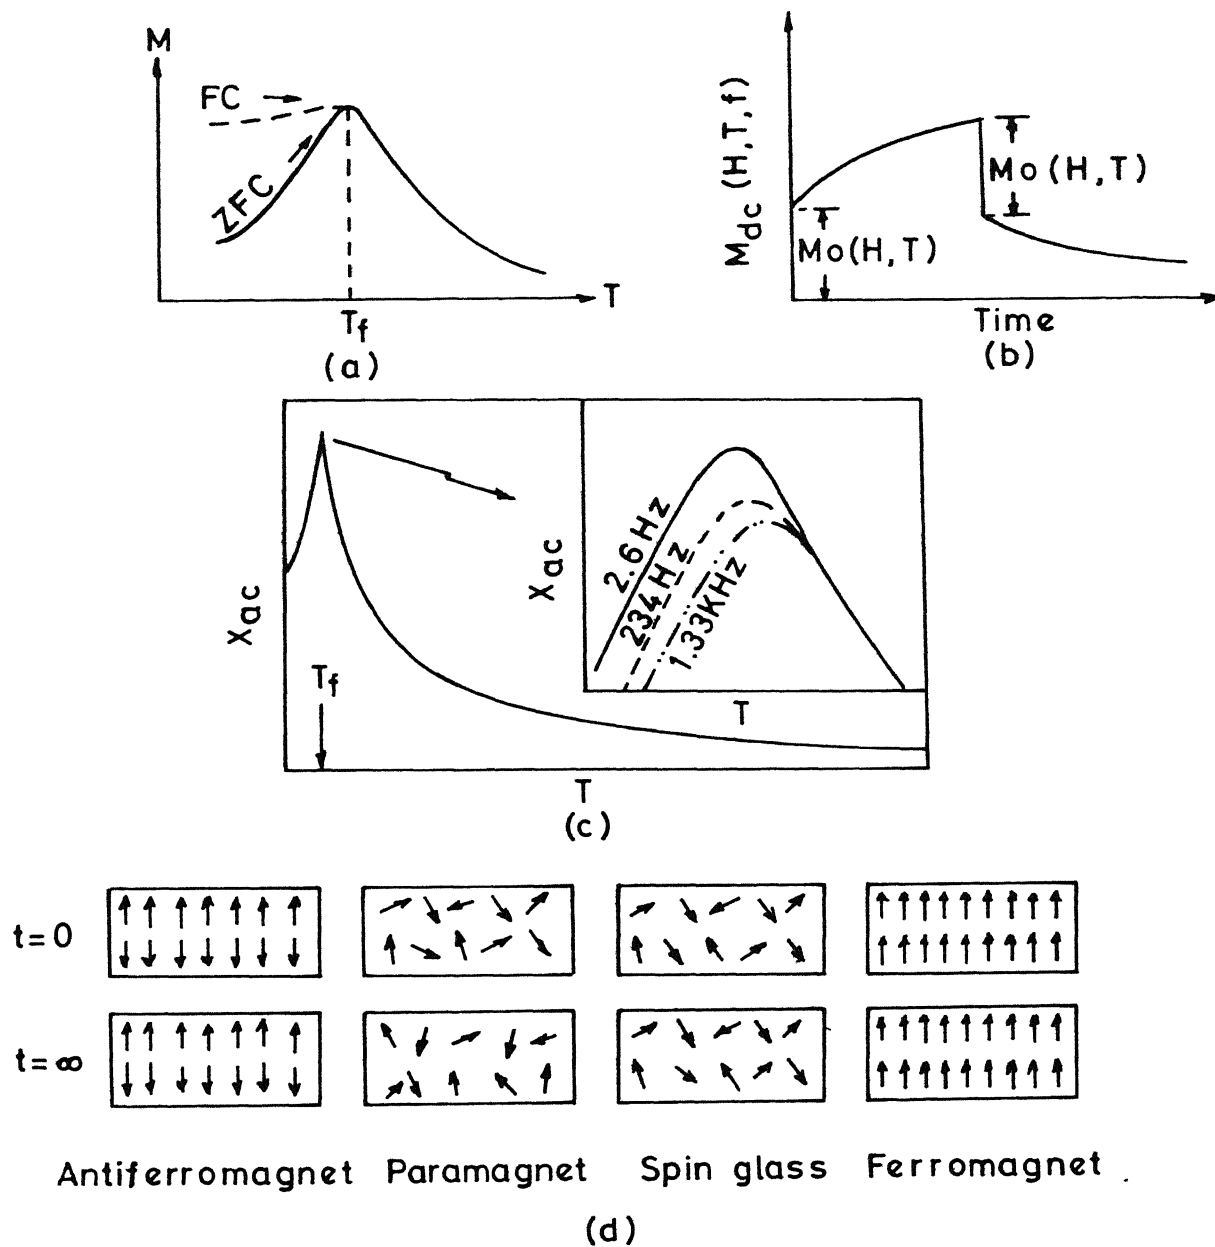 M
FC
ZFC
T
Tf
(a)
Mdc (H,T,f)
Mo(H,T)
Mo(H,T)
Time
(b)
Xac
Tf
T
(c)
Xac
2.6Hz
234Hz
1.33KHz
T
t=0
t=∞
Antiferromagnet Paramagnet Spin glass Ferromagnet
(d)